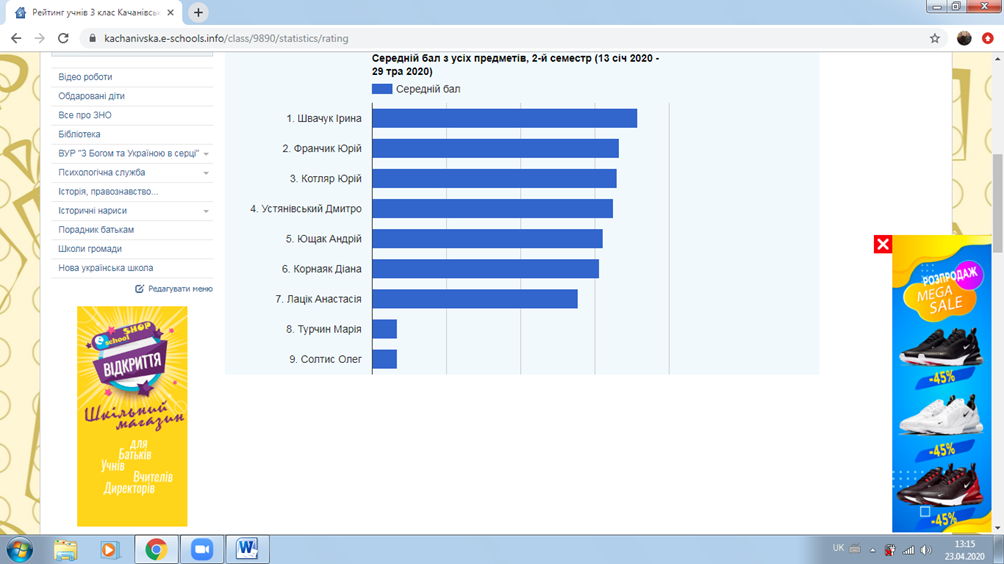 Рейтинг учнів 3 клас Качанівсь
kachanivska.e-schools.info/class/9890/statistics/rating
Відео роботи
Обдаровані діти
Все про ЗНО
Бібліотека
ВУР "З Богом та Україною в серці"
Психологічна служба
Історія, правознавство...
Історичні нариси
Порадник батькам
Школи громади
Нова українська школа
Редагувати меню
e school SHOP
ВІДКРИТТЯ
Шкільний
магазин
для
Батьків
Учнів
Вчителів
Директорів
Середній бал з усіх предметів, 2-й семестр (13 січ 2020 -
29 тра 2020)
Середній бал
1. Швачук Ірина
2. Франчик Юрій
3. Котляр Юрій
4. Устянівський Дмитро
5. Ющак Андрій
6. Корнаяк Діана
7. Лацік Анастасія
8. Турчин Марія
9. Солтис Олег
РОЗПРОДАЖ
MEGA
SALE
-45%
-45%
-45%
UK
13:15
23.04.2020